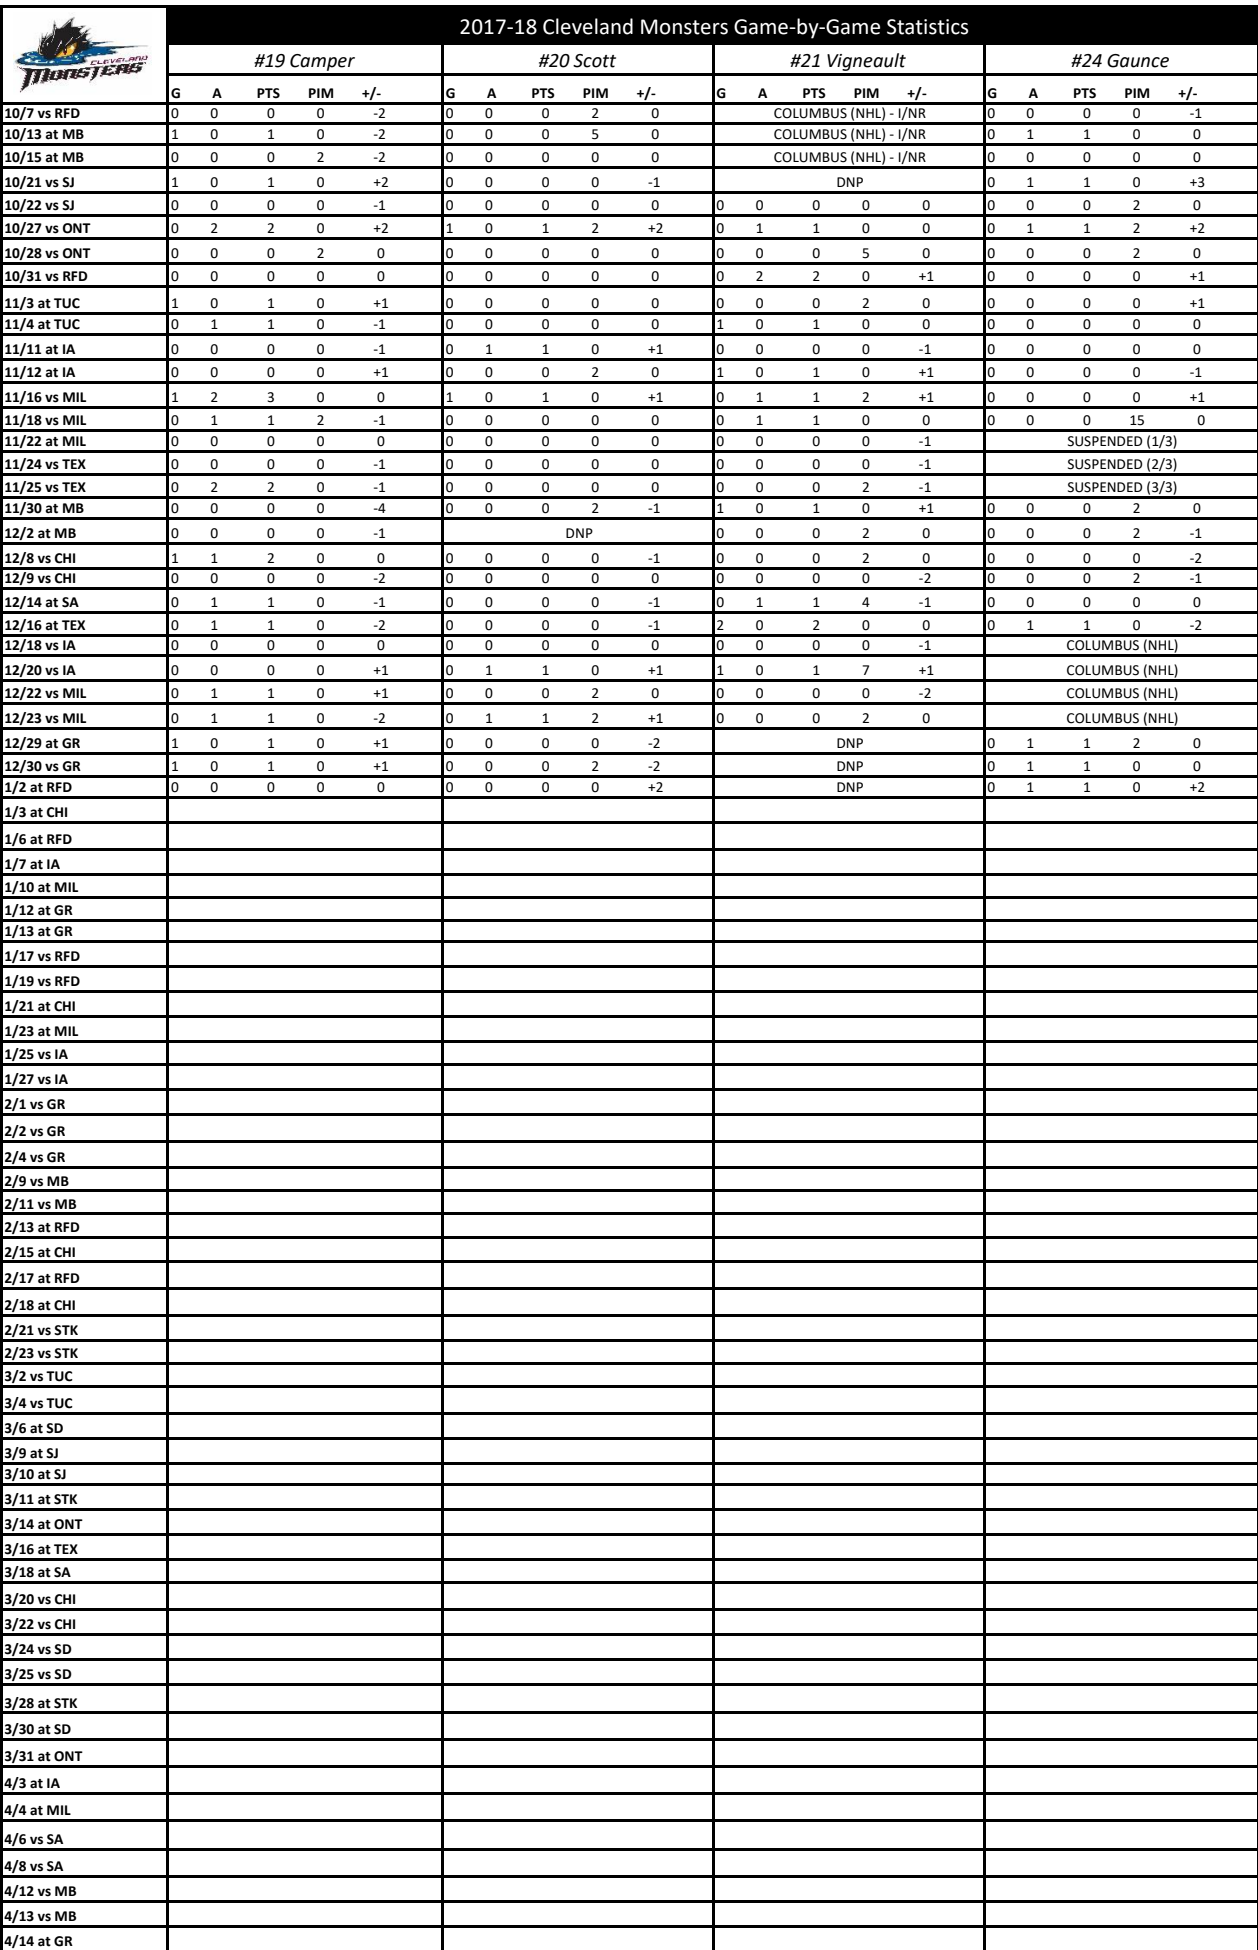 2017-18 Cleveland Monsters Game-by-Game Statistics
CLEVELAND
MONSTERS
#19 Camper #20 Scott #21 Vigneault #24 Gaunce
G A PTS PIM +/- G A PTS PIM +/- G A PTS PIM +/- G A PTS PIM +/-
10/7 vs RFD 0 0 0 0 -2 0 0 0 2 0 COLUMBUS (NHL) - I/NR 0 0 0 0 -1
10/13 at MB 1 0 1 0 -2 0 0 0 5 0 COLUMBUS (NHL) - I/NR 0 1 1 0 0
10/15 at MB 0 0 0 2 -2 0 0 0 0 0 COLUMBUS (NHL) - I/NR 0 0 0 0 0
10/21 vs SJ 1 0 1 0 +2 0 0 0 0 -1 DNP 0 1 1 0 +3
10/22 vs SJ 0 0 0 0 -1 0 0 0 0 0 0 0 0 0 0 0 0 0 2 0
10/27 vs ONT 0 2 2 0 +2 1 0 1 2 +2 0 1 1 0 0 0 1 1 2 +2
10/28 vs ONT 0 0 0 2 0 0 0 0 0 0 0 0 0 5 0 0 0 0 2 0
10/31 vs RFD 0 0 0 0 0 0 0 0 0 0 0 2 2 0 +1 0 0 0 0 +1
11/3 at TUC 1 0 1 0 +1 0 0 0 0 0 0 0 0 2 0 0 0 0 0 +1
11/4 at TUC 0 1 1 0 -1 0 0 0 0 0 1 0 1 0 0 0 0 0 0 0
11/11 at IA 0 0 0 0 -1 0 1 1 0 +1 0 0 0 0 -1 0 0 0 0 0
11/12 at IA 0 0 0 0 +1 0 0 0 2 0 1 0 1 0 +1 0 0 0 0 -1
11/16 vs MIL 1 2 3 0 0 1 0 1 0 +1 0 1 1 2 +1 0 0 0 0 +1
11/18 vs MIL 0 1 1 2 -1 0 0 0 0 0 0 1 1 0 0 0 0 0 15 0
11/22 at MIL 0 0 0 0 0 0 0 0 0 0 0 0 0 0 -1 SUSPENDED (1/3)
11/24 vs TEX 0 0 0 0 -1 0 0 0 0 0 0 0 0 0 -1 SUSPENDED (2/3)
11/25 vs TEX 0 2 2 0 -1 0 0 0 0 0 0 0 0 2 -1 SUSPENDED (3/3)
11/30 at MB 0 0 0 0 -4 0 0 0 2 -1 1 0 1 0 +1 0 0 0 2 0
12/2 at MB 0 0 0 0 -1 DNP 0 0 0 2 0 0 0 0 2 -1
12/8 vs CHI 1 1 2 0 0 0 0 0 0 -1 0 0 0 2 0 0 0 0 0 -2
12/9 vs CHI 0 0 0 0 -2 0 0 0 0 0 0 0 0 0 -2 0 0 0 2 -1
12/14 at SA 0 1 1 0 -1 0 0 0 0 -1 0 1 1 4 -1 0 0 0 0 0
12/16 at TEX 0 1 1 0 -2 0 0 0 0 -1 2 0 2 0 0 0 1 1 0 -2
12/18 vs IA 0 0 0 0 0 0 0 0 0 0 0 0 0 0 -1 COLUMBUS (NHL)
12/20 vs IA 0 0 0 0 +1 0 1 1 0 +1 1 0 1 7 +1 COLUMBUS (NHL)
12/22 vs MIL 0 1 1 0 +1 0 0 0 2 0 0 0 0 0 -2 COLUMBUS (NHL)
12/23 vs MIL 0 1 1 0 -2 0 1 1 2 +1 0 0 0 2 0 COLUMBUS (NHL)
12/29 at GR 1 0 1 0 +1 0 0 0 0 -2 DNP 0 1 1 2 0
12/30 vs GR 1 0 1 0 +1 0 0 0 2 -2 DNP 0 1 1 0 0
1/2 at RFD 0 0 0 0 0 0 0 0 0 +2 DNP 0 1 1 0 +2
1/3 at CHI
1/6 at RFD
1/7 at IA
1/10 at MIL
1/12 at GR
1/13 at GR
1/17 vs RFD
1/19 vs RFD
1/21 at CHI
1/23 at MIL
1/25 vs IA
1/27 vs IA
2/1 vs GR
2/2 vs GR
2/4 vs GR
2/9 vs MB
2/11 vs MB
2/13 at RFD
2/15 at CHI
2/17 at RFD
2/18 at CHI
2/21 vs STK
2/23 vs STK
3/2 vs TUC
3/4 vs TUC
3/6 at SD
3/9 at SJ
3/10 at SJ
3/11 at STK
3/14 at ONT
3/16 at TEX
3/18 at SA
3/20 vs CHI
3/22 vs CHI
3/24 vs SD
3/25 vs SD
3/28 at STK
3/30 at SD
3/31 at ONT
4/3 at IA
4/4 at MIL
4/6 vs SA
4/8 vs SA
4/12 vs MB
4/13 vs MB
4/14 at GR